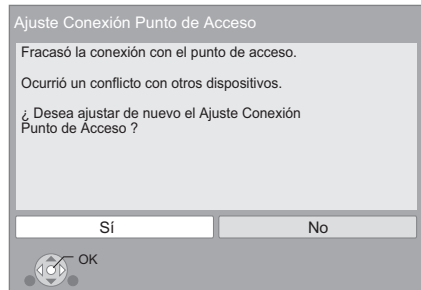 Ajuste Conexión Punto de Acceso
Fracasó la conexión con el punto de acceso.
Ocurrió un conflicto con otros dispositivos.
¿ Desea ajustar de nuevo el Ajuste Conexión
Punto de Acceso ?
Sí
No
OK